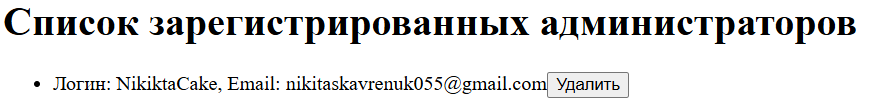 Список зарегистрированных администраторов
Логин: NikiktaCake, Email: nikitaskavrenuk055@gmail.com Удалить